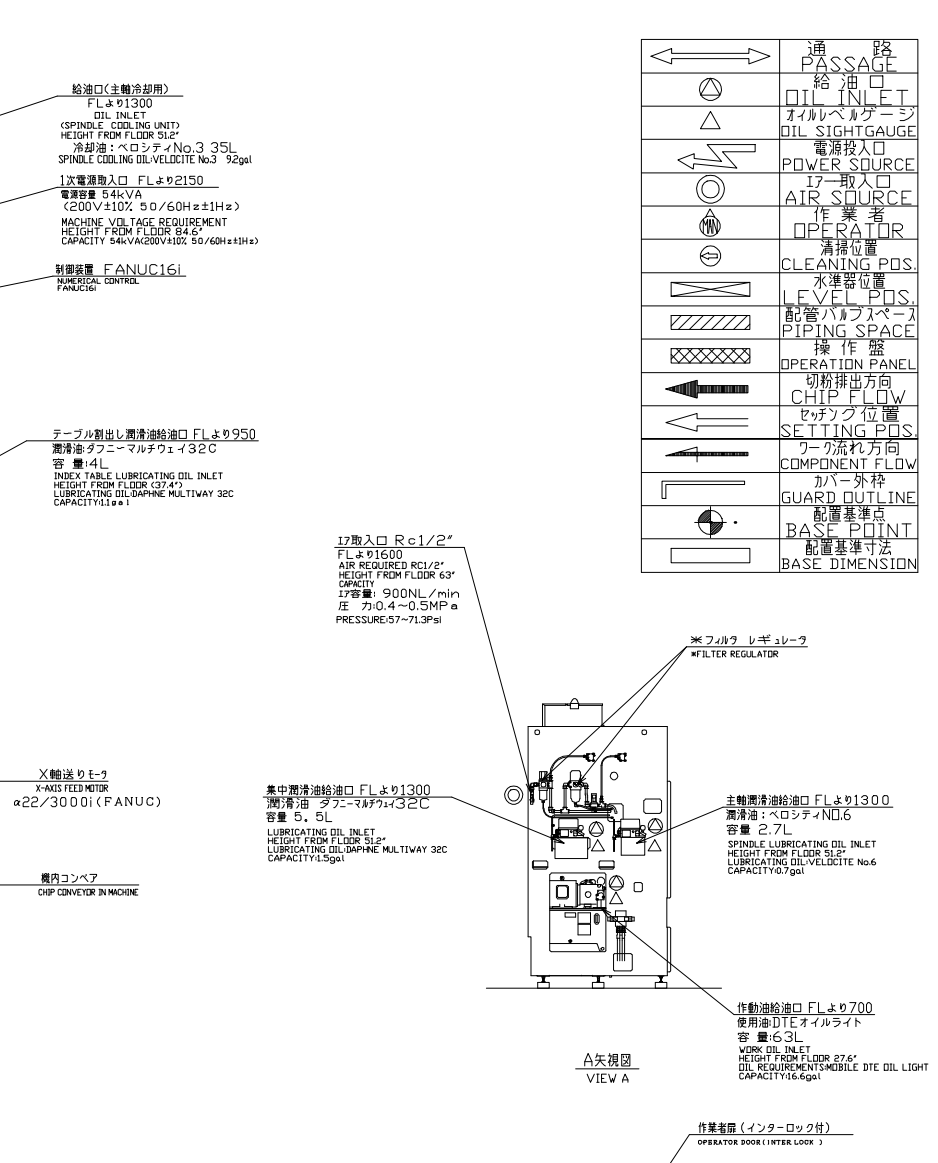 給油口(主軸冷却用)
FLより1300
OIL INLET
(SPINDLE COOLING UNIT)
HEIGHT FROM FLOOR 51.2"
冷却油：ベロシティNo.3 35L
SPINDLE COOLING OIL:VELOCITE No.3 9.2gal
1次電源取入口 FLより2150
電源容量 54kVA
(200V±10% 50/60Hz±1Hz)
MACHINE VOLTAGE REQUIREMENT
HEIGHT FROM FLOOR 84.6"
CAPACITY 54kVA(200V±10% 50/60Hz±1Hz)
制御装置 FANUC16i
NUMERICAL CONTROL
FANUC16i
テーブル割出し潤滑油給油口 FLより950
潤滑油:ダフニーマルチウェイ32C
容 量:4L
INDEX TABLE LUBRICATING OIL INLET
HEIGHT FROM FLOOR (37.4")
LUBRICATING OIL:DAPHNE MULTIWAY 32C
CAPACITY:1.1gal
通 路
PASSAGE
給 油 口
OIL INLET
オイルレベルゲージ
OIL SIGHTGAUGE
電源投入口
POWER SOURCE
エアー取入口
AIR SOURCE
MAN
作 業 者
OPERATOR
清掃位置
CLEANING POS.
水準器位置
LEVEL POS.
配管バルブスペース
PIPING SPACE
操 作 盤
OPERATION PANEL
切粉排出方向
CHIP FLOW
セッチング位置
SETTING POS.
ワーク流れ方向
COMPONENT FLOW
カバー外枠
GUARD OUTLINE
配置基準点
BASE POINT
配置基準寸法
BASE DIMENSION
エア取入口 Rc1/2"
FLより1600
AIR REQUIRED RC1/2"
HEIGHT FROM FLOOR 63"
CAPACITY
エア容量: 900NL/min
圧 力:0.4~0.5MPa
PRESSURE:57~71.3Psi
*フィルタ レギュレータ
*FILTER REGULATOR
X軸送りモータ
X-AXIS FEED MOTOR
α22/3000i(FANUC)
機内コンベア
CHIP CONVEYOR IN MACHINE
集中潤滑油給油口 FLより1300
潤滑油 ダフニーマルチウェイ32C
容量 5.5L
LUBRICATING OIL INLET
HEIGHT FROM FLOOR 51.2"
LUBRICATING OIL:DAPHNE MULTIWAY 32C
CAPACITY:1.5gal
主軸潤滑油給油口 FLより1300
潤滑油：ベロシティNO.6
容量 2.7L
SPINDLE LUBRICATING OIL INLET
HEIGHT FROM FLOOR 51.2"
LUBRICATING OIL:VELOCITE No.6
CAPACITY:0.7gal
作動油給油口 FLより700
使用油:DTEオイルライト
容 量:63L
WORK OIL INLET
HEIGHT FROM FLOOR 27.6"
OIL REQUIREMENTS:MOBILE DTE OIL LIGHT
CAPACITY:16.6gal
A矢視図
VIEW A
作業者扉(インターロック付)
OPERATOR DOOR(INTER LOCK )